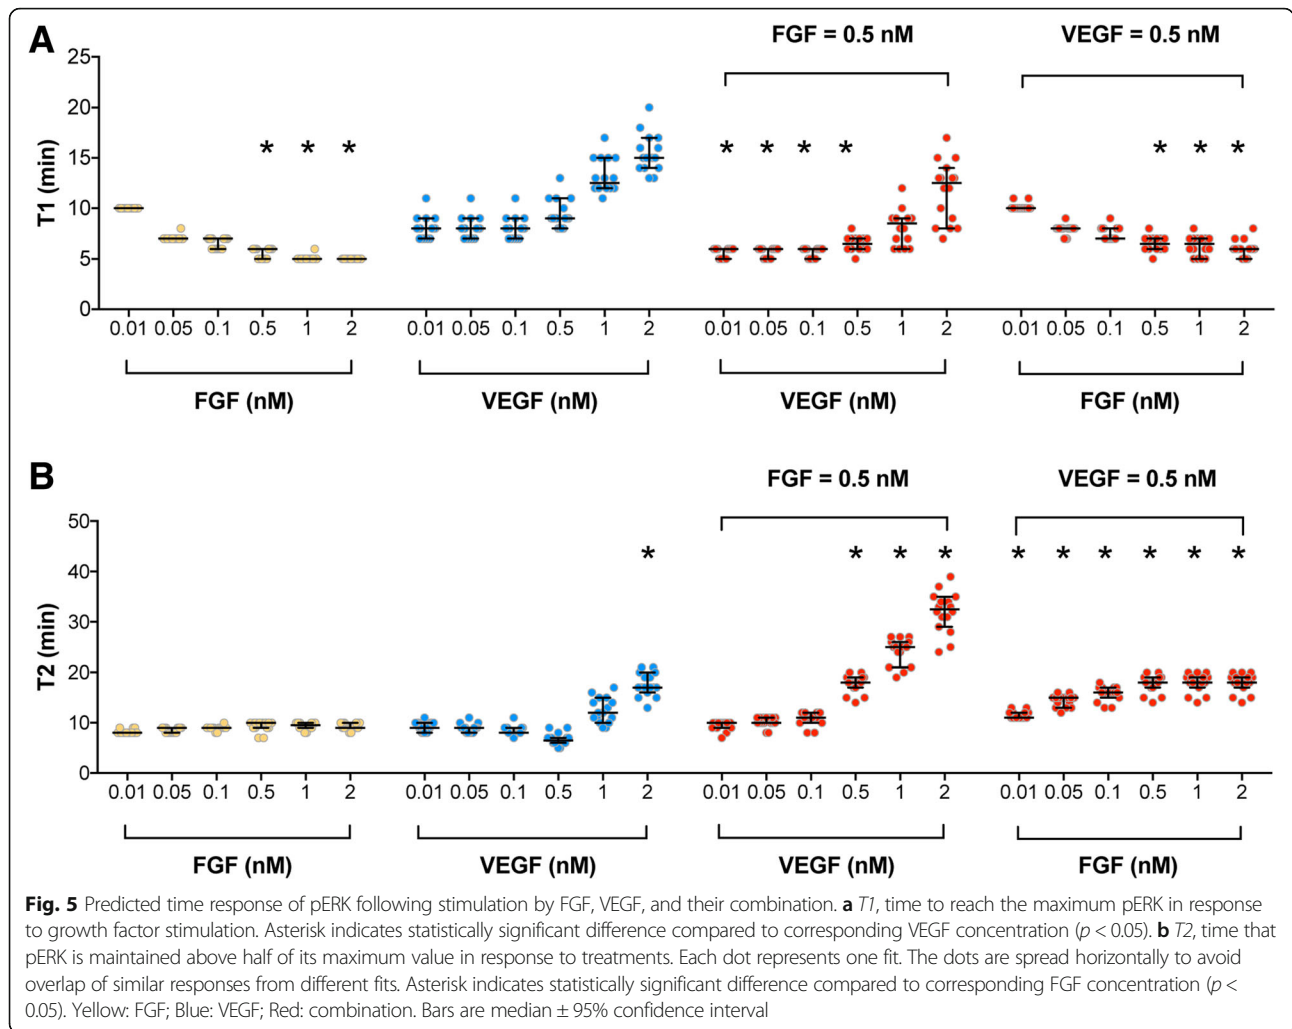 A
FGF = 0.5 nM
VEGF = 0.5 nM
25
20
15
10
5
0
T1 (min)
* * *
* * * *
* * *
0.01 0.05 0.1 0.5 1 2
0.01 0.05 0.1 0.5 1 2
0.01 0.05 0.1 0.5 1 2
0.01 0.05 0.1 0.5 1 2
FGF (nM)
VEGF (nM)
VEGF (nM)
FGF (nM)
B
FGF = 0.5 nM
VEGF = 0.5 nM
50
40
30
20
10
0
T2 (min)
*
* * *
* * * * * *
0.01 0.05 0.1 0.5 1 2
0.01 0.05 0.1 0.5 1 2
0.01 0.05 0.1 0.5 1 2
0.01 0.05 0.1 0.5 1 2
FGF (nM)
VEGF (nM)
VEGF (nM)
FGF (nM)
Fig. 5 Predicted time response of pERK following stimulation by FGF, VEGF, and their combination. a T1, time to reach the maximum pERK in response
to growth factor stimulation. Asterisk indicates statistically significant difference compared to corresponding VEGF concentration (p < 0.05). b T2, time that
pERK is maintained above half of its maximum value in response to treatments. Each dot represents one fit. The dots are spread horizontally to avoid
overlap of similar responses from different fits. Asterisk indicates statistically significant difference compared to corresponding FGF concentration (p <
0.05). Yellow: FGF; Blue: VEGF; Red: combination. Bars are median ± 95% confidence interval